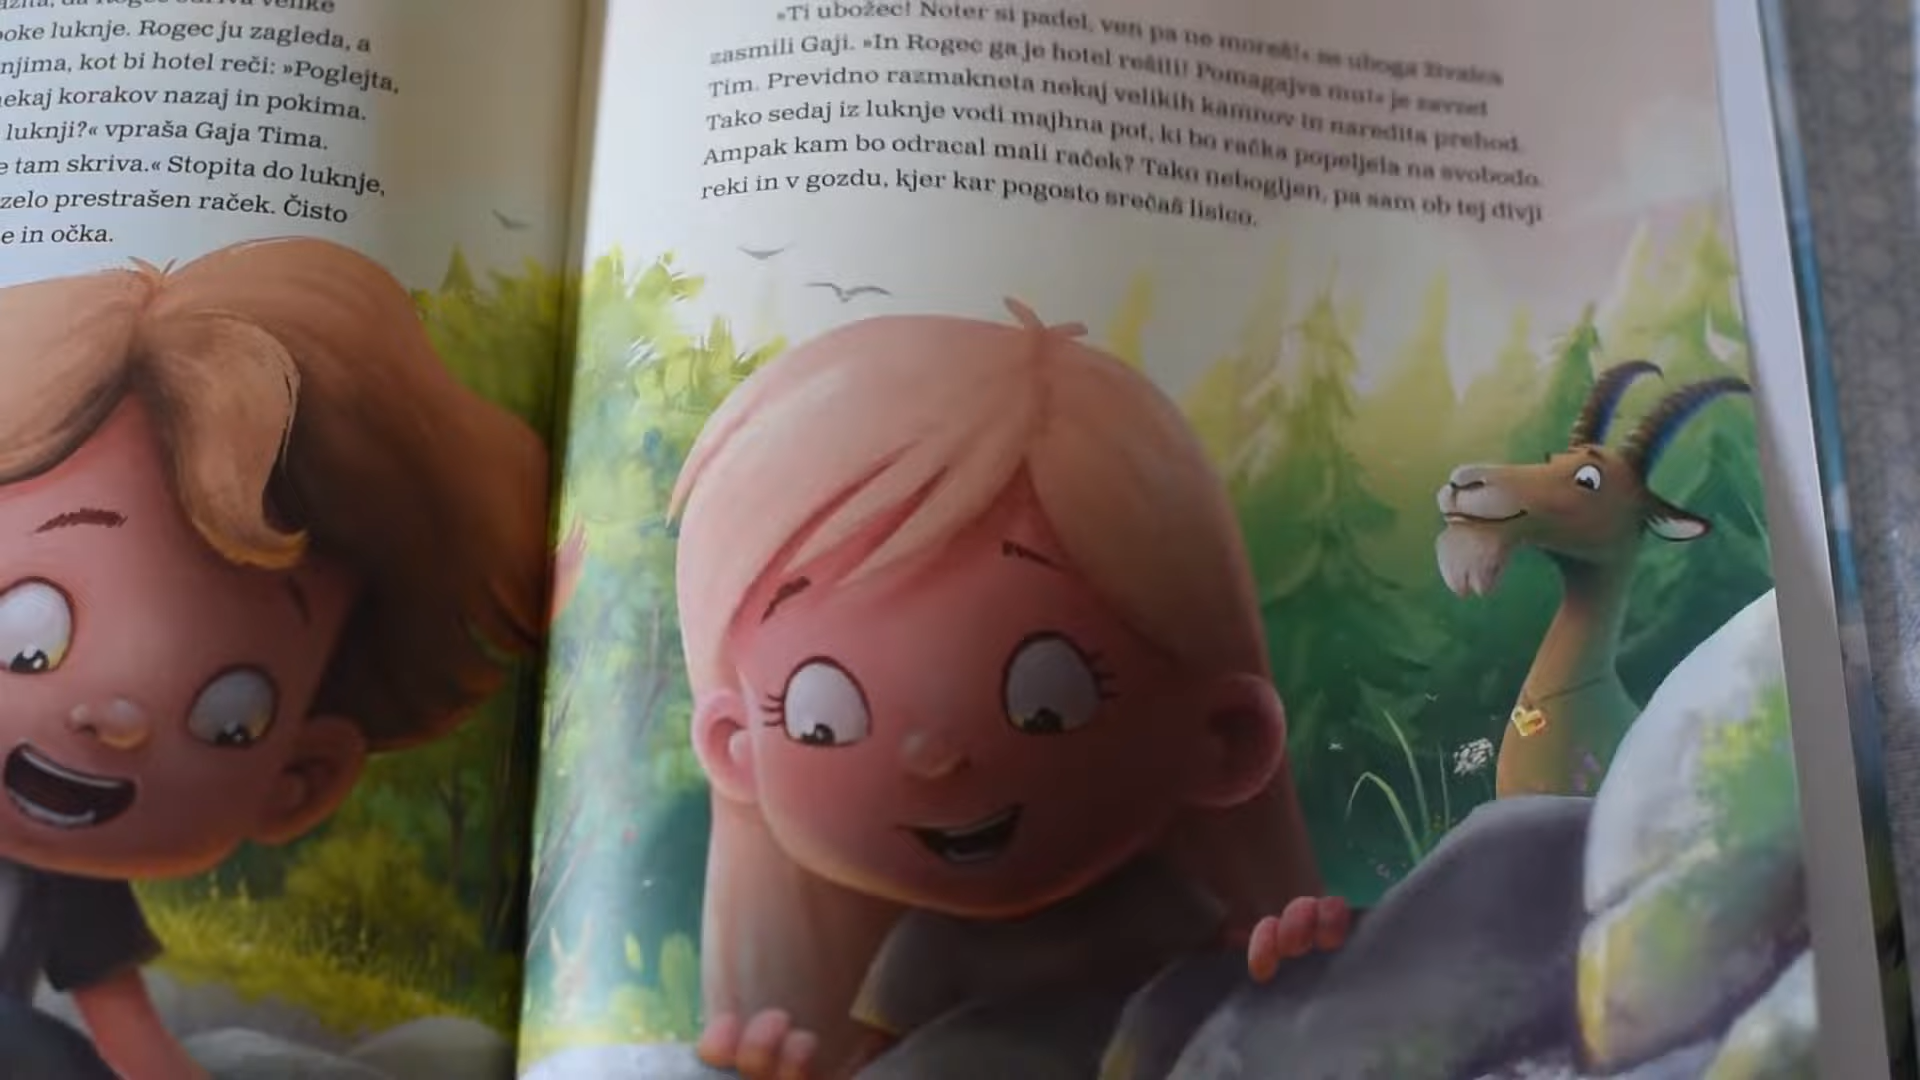 boke luknje. Rogec ju zagleda, a
njima, kot bi hotel reči: »Poglejta,
nekaj korakov nazaj in pokima.
luknji?« vpraša Gaja Tima.
e tam skriva.« Stopita do luknje,
zelo prestrašen raček. Čisto
e in očka.
»Ti ubožec! Noter si padel, ven pa ne moreš!« se uboga živalca
zasmili Gaji. »In Rogec ga je hotel rešiti! Pomagajva mu!« je zavzet
Tim. Previdno razmakneta nekaj velikih kamnov in naredita prehod.
Tako sedaj iz luknje vodi majhna pot, ki bo račka popeljela na svobodo.
Ampak kam bo odracal mali raček? Tako nebogljen, pa sam ob tej divji
reki in v gozdu, kjer kar pogosto srečaš lisico.